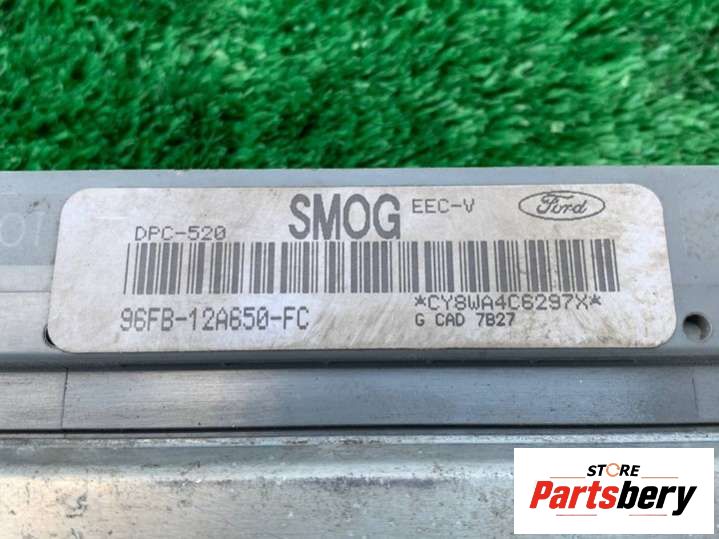 SMOG EEC-V Ford
DPC-520
*CY8WA4C6297X*
96FB-12A650-FC
G CAD 7B27
STORE
Partsbery